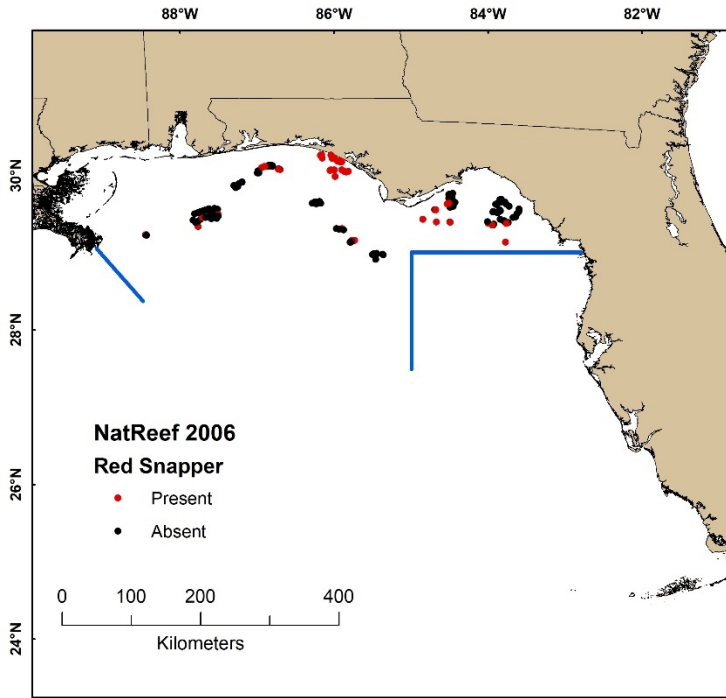 88°W 86°W 84°W 82°W
30°N
28°N
26°N
24°N
NatReef 2006
Red Snapper
Present
Absent
0 100 200 400
Kilometers